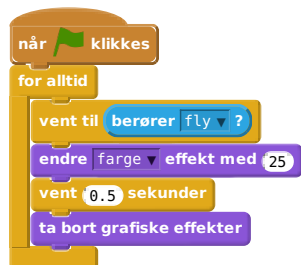 når klikkes
for alltid
vent til berører fly ?
endre farge effekt med 25
vent 0.5 sekunder
ta bort grafiske effekter